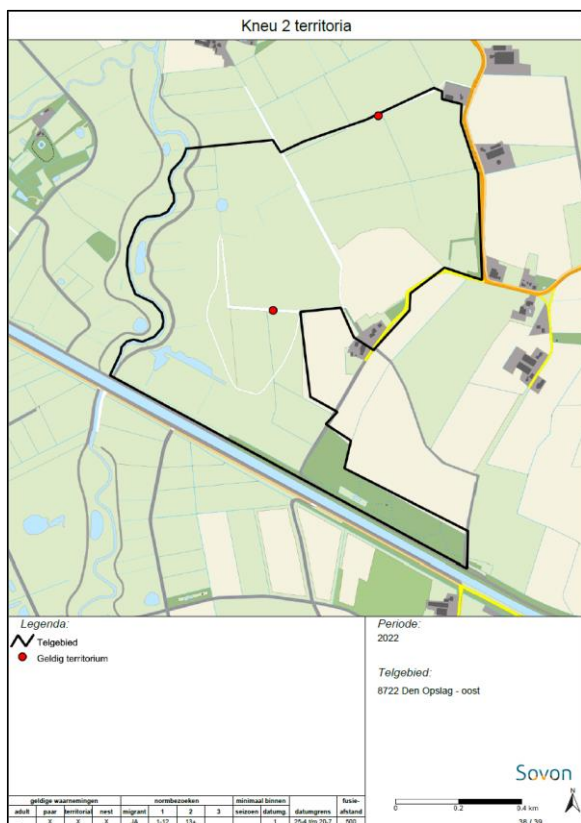 Kneu 2 territoria
Legenda:
Telgebied
Geldig territorium
Periode:
2022
Telgebied:
8722 Den Opslag - oost
Sovon
0 0.2 0.4 km
38 / 39
geldige waarnemingen normbezoeken minimaal binnen fusie-
adult paar territorial nest migrant 1 2 3 seizoen datumg. datumgrens afstand
X X X JA 1-12 13+ 1 25-4 t/m 20-7 500